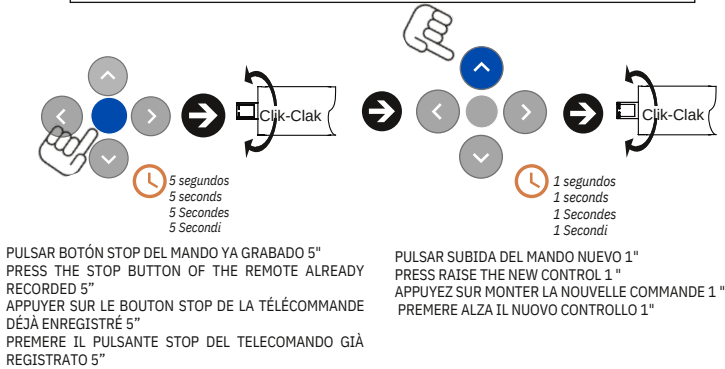 Clik-Clak
5 segundos
5 seconds
5 Secondes
5 Secondi
PULSAR BOTÓN STOP DEL MANDO YA GRABADO 5"
PRESS THE STOP BUTTON OF THE REMOTE ALREADY
RECORDED 5”
APPUYER SUR LE BOUTON STOP DE LA TÉLÉCOMMANDE
DÉJÀ ENREGISTRÉ 5”
PREMERE IL PULSANTE STOP DEL TELECOMANDO GIÀ
REGISTRATO 5”
Clik-Clak
1 segundos
1 seconds
1 Secondes
1 Secondi
PULSAR SUBIDA DEL MANDO NUEVO 1"
PRESS RAISE THE NEW CONTROL 1 "
APPUYEZ SUR MONTER LA NOUVELLE COMMANDE 1 "
PREMERE ALZA IL NUOVO CONTROLLO 1"